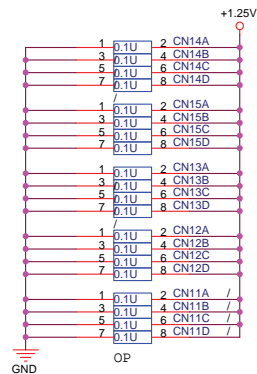 +1.25V
1 0.1U 2 CN14A
3 0.1U 4 CN14B
5 0.1U 6 CN14C
7 0.1U 8 CN14D
/
1 0.1U 2 CN15A
3 0.1U 4 CN15B
5 0.1U 6 CN15C
7 0.1U 8 CN15D
1 0.1U 2 CN13A
3 0.1U 4 CN13B
5 0.1U 6 CN13C
7 0.1U 8 CN13D
/
1 0.1U 2 CN12A
3 0.1U 4 CN12B
5 0.1U 6 CN12C
7 0.1U 8 CN12D
1 0.1U 2 CN11A /
3 0.1U 4 CN11B /
5 0.1U 6 CN11C /
7 0.1U 8 CN11D /
OP
GND